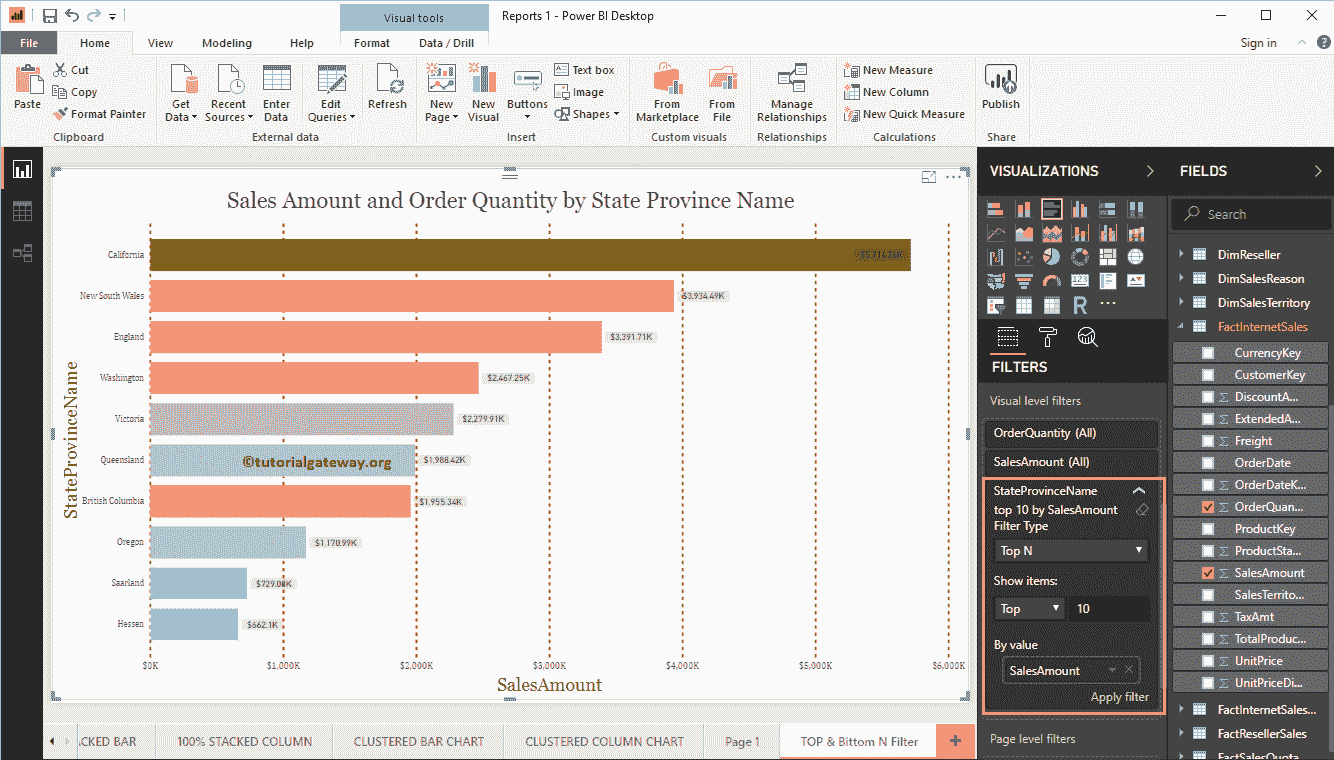 Visual tools
Reports 1 - Power BI Desktop
File
Home
View
Modeling
Help
Format
Data / Drill
Sign in
Paste
Cut
Copy
Format Painter
Clipboard
Get Data
Recent Sources
Enter Data
Edit Queries
External data
Refresh
New Page
New Visual
Buttons
Text box
Image
Shapes
Insert
From Marketplace
From File
Custom visuals
Manage Relationships
Relationships
New Measure
New Column
New Quick Measure
Calculations
Publish
Share
Sales Amount and Order Quantity by State Province Name
StateProvinceName
California
New South Wales $3,934.49K
England $3,391.71K
Washington $2,467.25K
Victoria $2,279.91K
Queensland ©tutorialgateway.org $1,988.42K
British Columbia $1,955.34K
Oregon $1,170.99K
Saarland $729.08K
Hessen $662.1K
$0K $1,000K $2,000K $3,000K $4,000K $5,000K $6,000K
SalesAmount
ACKED BAR
100% STACKED COLUMN
CLUSTERED BAR CHART
CLUSTERED COLUMN CHART
Page 1
TOP & Bittom N Filter
VISUALIZATIONS
123
R
FILTERS
Visual level filters
OrderQuantity (All)
SalesAmount (All)
StateProvinceName
top 10 by SalesAmount
Filter Type
Top N
Show items:
Top 10
By value
SalesAmount
Apply filter
Page level filters
FIELDS
Search
DimReseller
DimSalesReason
DimSalesTerritory
FactInternetSales
CurrencyKey
CustomerKey
DiscountA...
ExtendedA...
Freight
OrderDate
OrderDateK...
OrderQuan...
ProductKey
ProductSta...
SalesAmount
SalesTerrito...
TaxAmt
TotalProduc...
UnitPrice
UnitPriceDi...
FactInternetSales...
FactResellerSales
FactSalesQuota